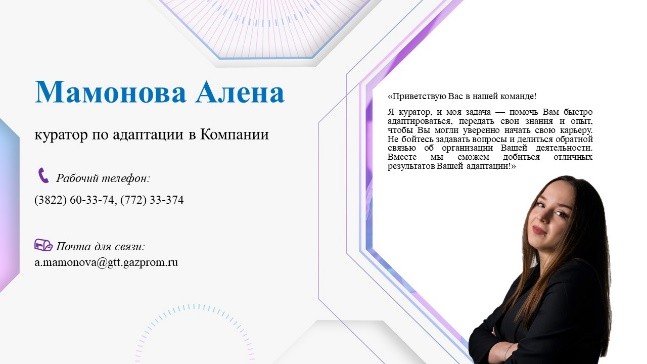 Мамонова Алена
куратор по адаптации в Компании
Рабочий телефон:
(3822) 60-33-74, (772) 33-374
Почта для связи:
a.mamonova@gtt.gazprom.ru
«Приветствую Вас в нашей команде!
Я куратор, и моя задача — помочь Вам быстро
адаптироваться, передать свои знания и опыт,
чтобы Вы могли уверенно начать свою карьеру.
Не бойтесь задавать вопросы и делиться обратной
связью об организации Вашей деятельности.
Вместе мы сможем добиться отличных
результатов Вашей адаптации!»